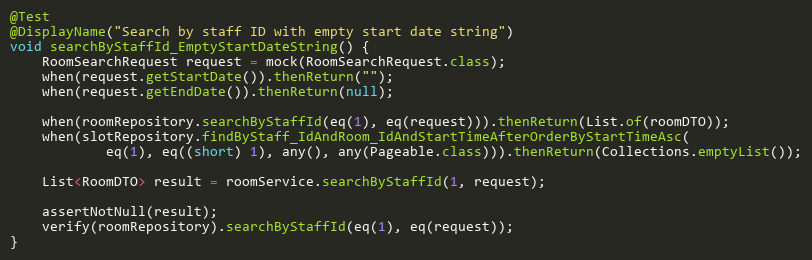 @Test
@DisplayName("Search by staff ID with empty start date string")
void searchByStaffId_EmptyStartDateString() {
    RoomSearchRequest request = mock(RoomSearchRequest.class);
    when(request.getStartDate()).thenReturn("");
    when(request.getEndDate()).thenReturn(null);

    when(roomRepository.searchByStaffId(eq(1), eq(request))).thenReturn(List.of(roomDTO));
    when(slotRepository.findByStaff_IdAndRoom_IdAndStartTimeAfterOrderByStartTimeAsc(
            eq(1), eq((short) 1), any(), any(Pageable.class))).thenReturn(Collections.emptyList());

    List<RoomDTO> result = roomService.searchByStaffId(1, request);

    assertNotNull(result);
    verify(roomRepository).searchByStaffId(eq(1), eq(request));
}